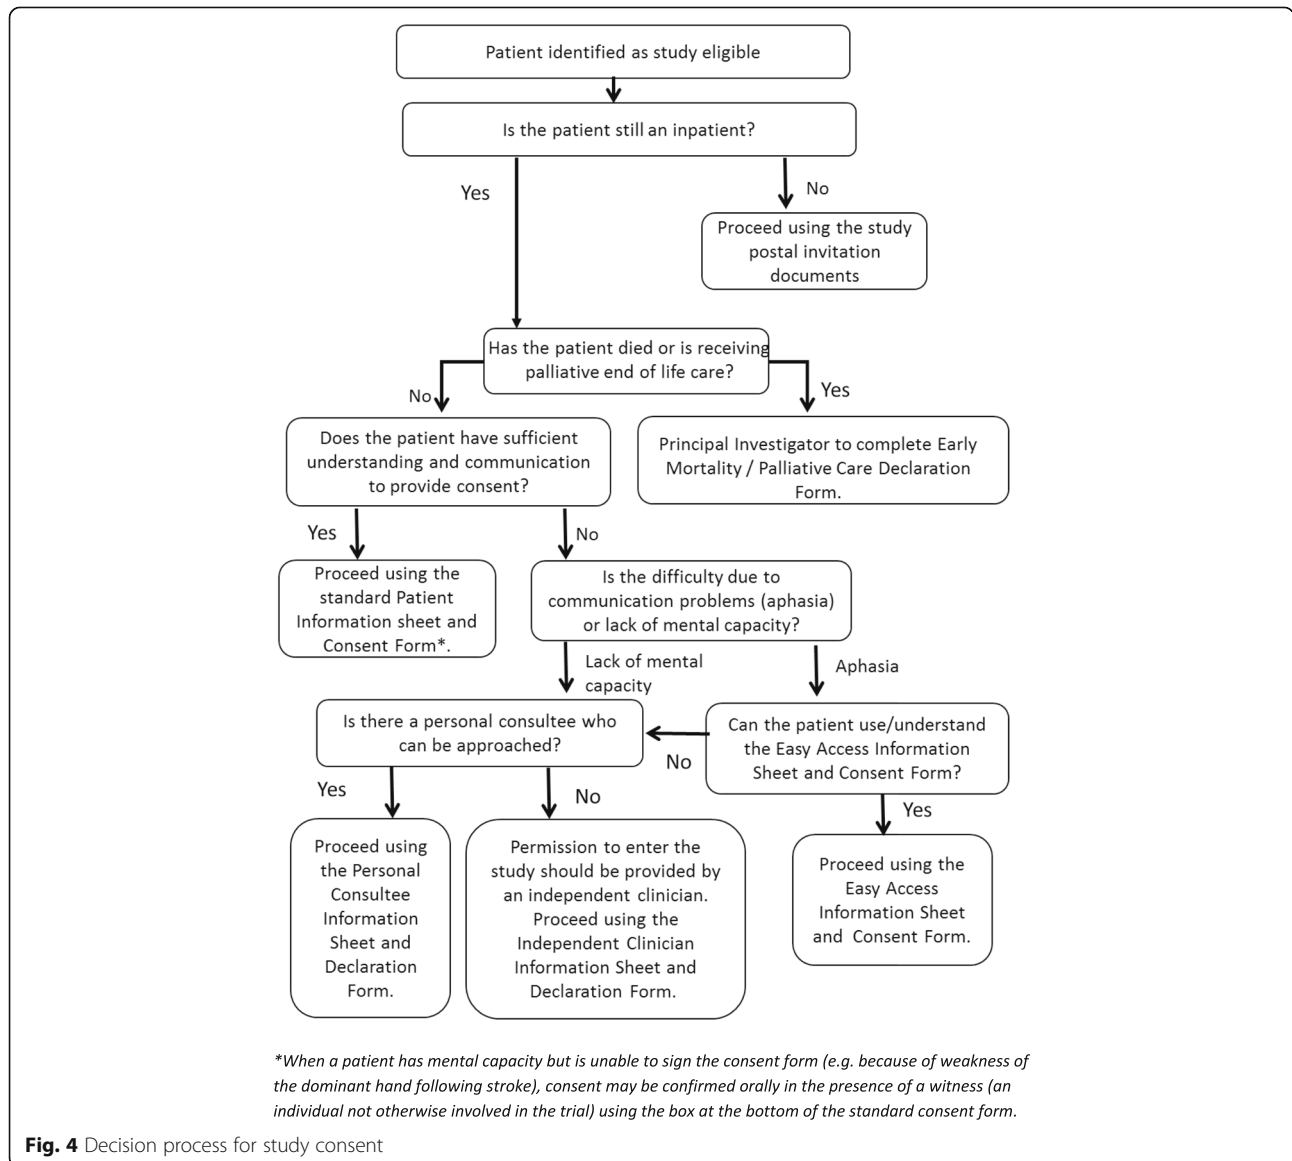 Patient identified as study eligible
Is the patient still an inpatient?
Yes
No
Proceed using the study
postal invitation
documents
Has the patient died or is receiving
palliative end of life care?
No
Yes
Does the patient have sufficient
understanding and communication
to provide consent?
Principal Investigator to complete Early
Mortality / Palliative Care Declaration
Form.
Yes
No
Proceed using the
standard Patient
Information sheet and
Consent Form*.
Is the difficulty due to
communication problems (aphasia)
or lack of mental capacity?
Lack of mental
capacity
Aphasia
Is there a personal consultee who
can be approached?
Can the patient use/understand
the Easy Access Information
Sheet and Consent Form?
No
Yes
No
Yes
Proceed using
the Personal
Consultee
Information
Sheet and
Declaration
Form.
Permission to enter the
study should be provided by
an independent clinician.
Proceed using the
Independent Clinician
Information Sheet and
Declaration Form.
Proceed using the
Easy Access
Information Sheet
and Consent Form.
*When a patient has mental capacity but is unable to sign the consent form (e.g. because of weakness of
the dominant hand following stroke), consent may be confirmed orally in the presence of a witness (an
individual not otherwise involved in the trial) using the box at the bottom of the standard consent form.
Fig. 4 Decision process for study consent